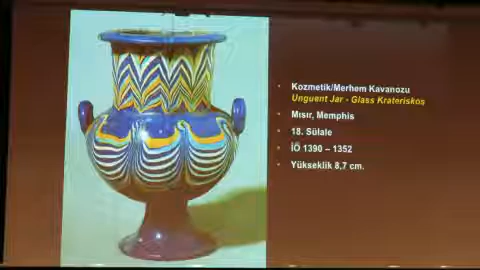 Kozmetik/Merhem Kavanozu
Unguent Jar - Glass Krateriskos
Mısır, Memphis
18. Sülale
İÖ 1390 – 1352
Yükseklik 8,7 cm.